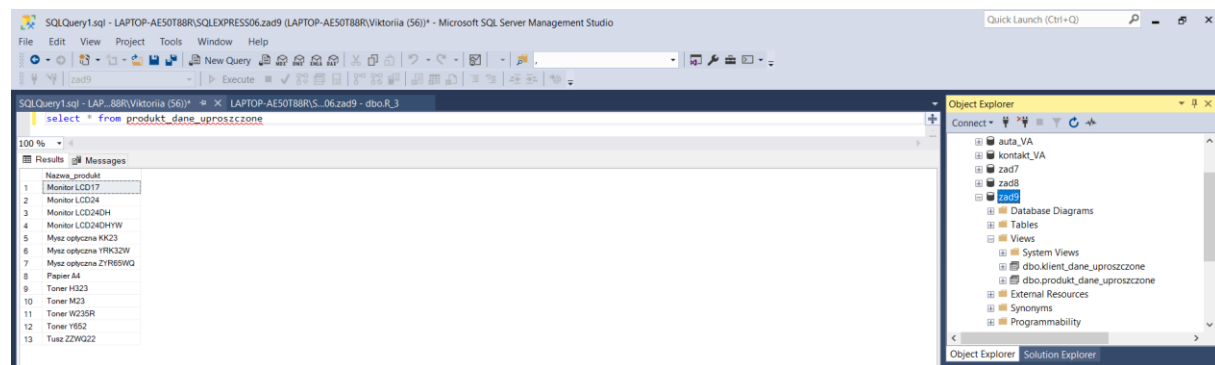 SQLQuery1.sql - LAPTOP-AE50T88R\SQLEXPRESS06.zad9 (LAPTOP-AE50T88R\Viktoriia (56))* - Microsoft SQL Server Management Studio
Quick Launch (Ctrl+Q)
File Edit View Project Tools Window Help
New Query
zad9
Execute
SQLQuery1.sql - LAP...88R\Viktoriia (56))*
LAPTOP-AE50T88R\S...06.zad9 - dbo.R_3
select * from produkt_dane_uproszczone
100 %
Results Messages
Nazwa_produkt
1 Monitor LCD17
2 Monitor LCD24
3 Monitor LCD24DH
4 Monitor LCD24DHYW
5 Mysz optyczna KK23
6 Mysz optyczna YRK32W
7 Mysz optyczna ZYR65WQ
8 Papier A4
9 Toner H323
10 Toner M23
11 Toner W235R
12 Toner Y652
13 Tusz ZZWQ22
Object Explorer
Connect
auta_VA
kontakt_VA
zad7
zad8
zad9
Database Diagrams
Tables
Views
System Views
dbo.klient_dane_uproszczone
dbo.produkt_dane_uproszczone
External Resources
Synonyms
Programmability
Object Explorer Solution Explorer